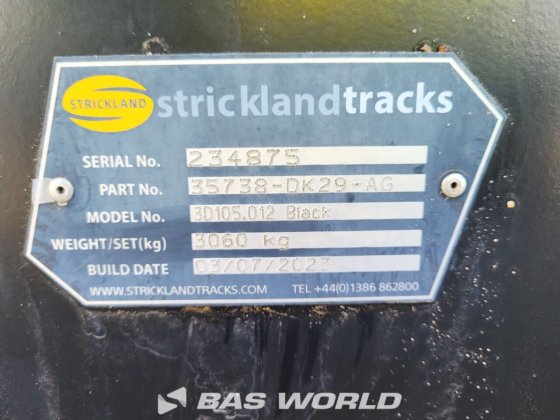 STRICKLAND stricklandtracks
SERIAL No. 234875
PART No. 35738-DK29-AG
MODEL No. 3D105.012 Black
WEIGHT/SET(kg) 3060 kg
BUILD DATE 03/07/2023
WWW.STRICKLANDTRACKS.COM TEL +44(0)1386 862800
BAS WORLD